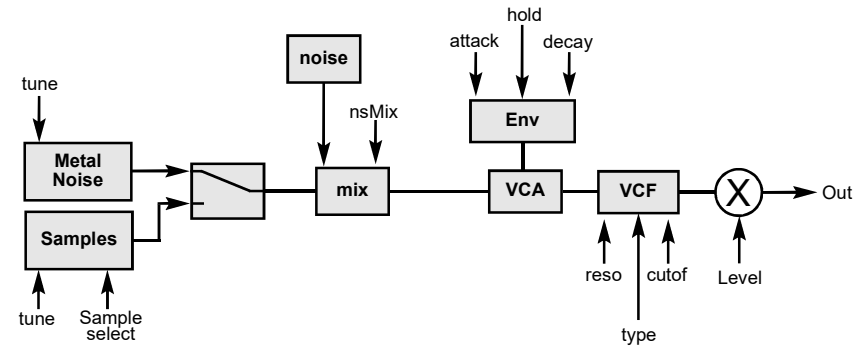 hold
attack
decay
noise
tune
nsMix
Env
Metal
Noise
mix
VCA
VCF
X
Out
Samples
reso
cutof
Level
tune
Sample
select
type